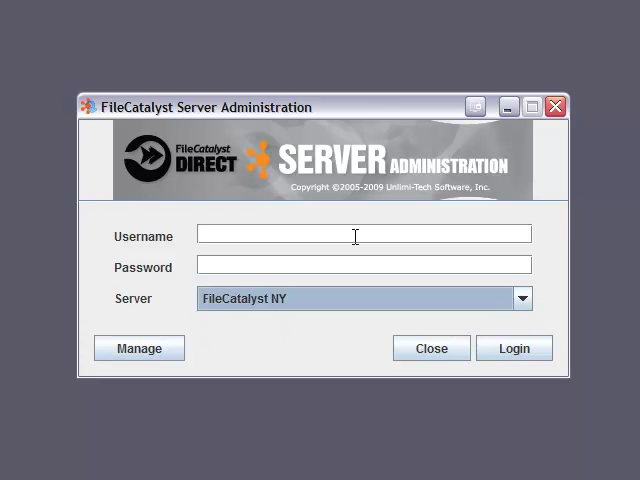 FileCatalyst Server Administration
FileCatalyst
DIRECT
SERVER ADMINISTRATION
Copyright ©2005-2009 Unlimi-Tech Software, Inc.
Username
Password
Server FileCatalyst NY
Manage Close Login